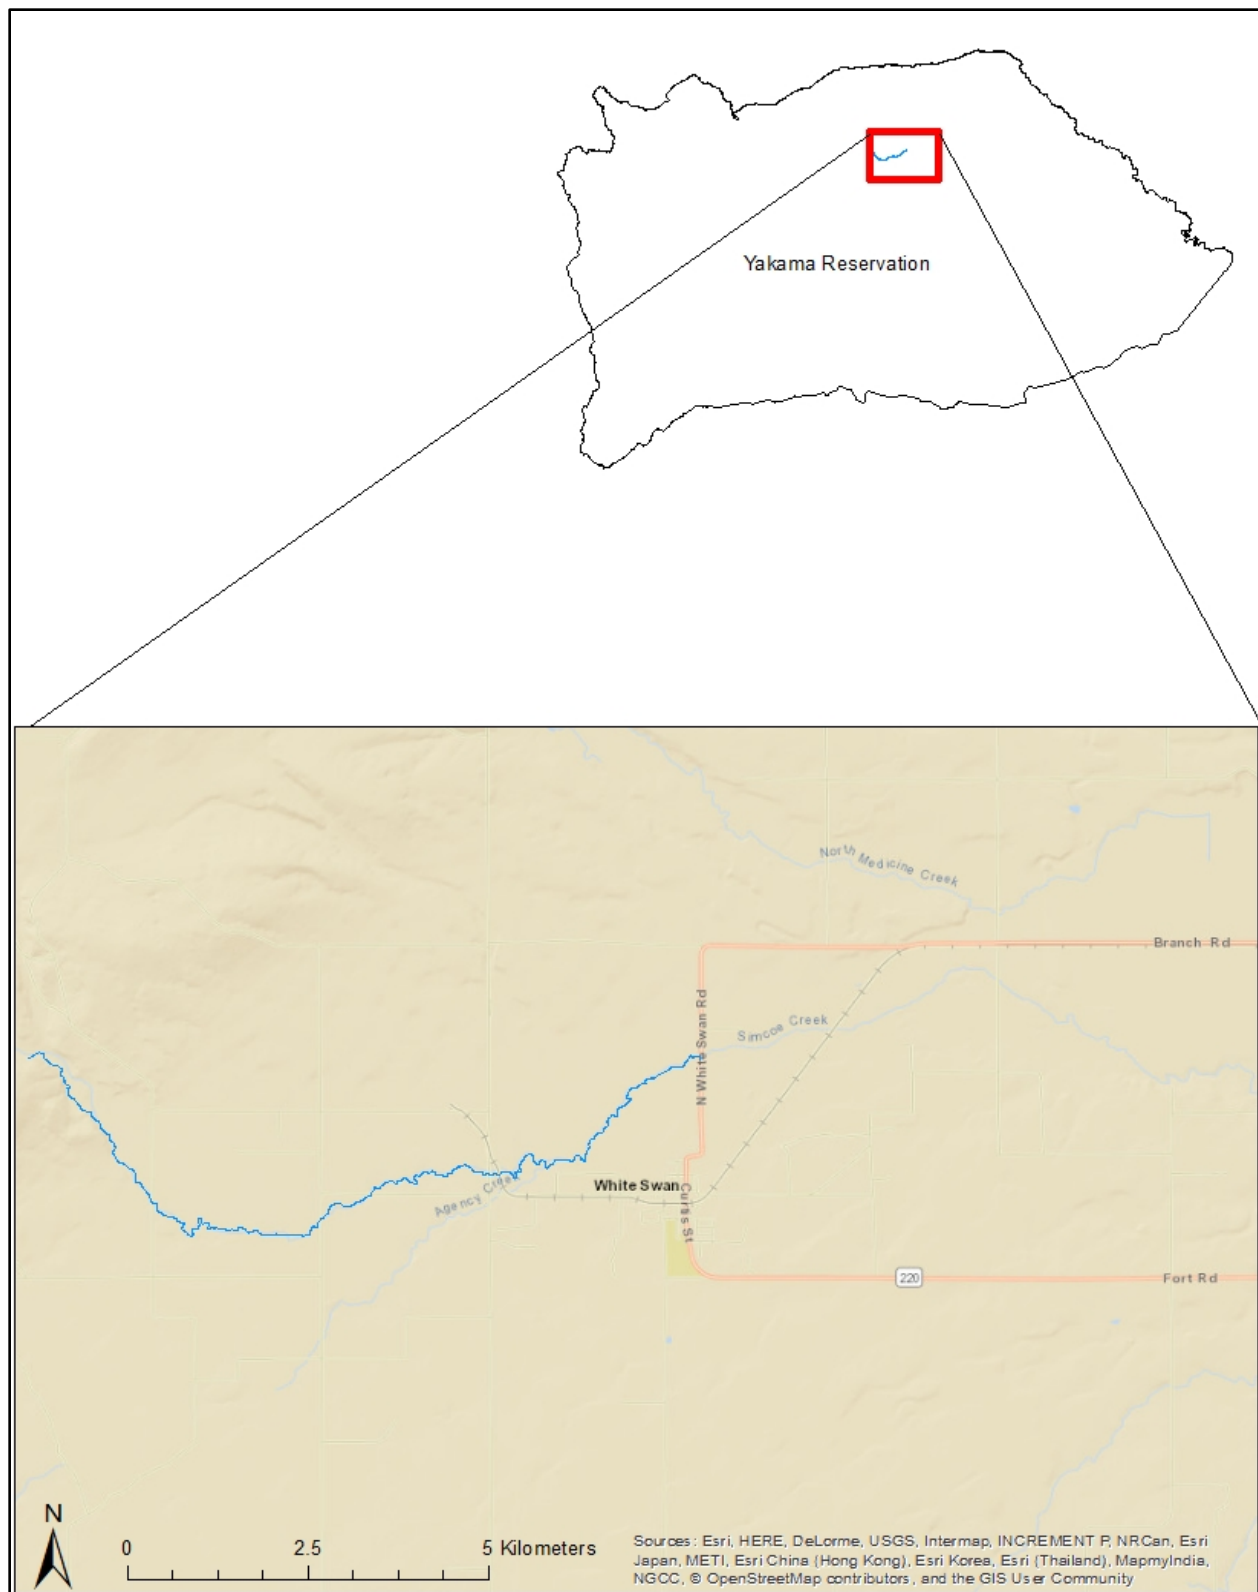 Yakama Reservation
North Medicine Creek
Branch Rd
N White Swan Rd
Simcoe Creek
White Swan
Agency Creek
Curtis St
220
Fort Rd
N
0 2.5 5 Kilometers
Sources: Esri, HERE, DeLorme, USGS, Intermap, INCREMENT P, NRCan, Esri
Japan, METI, Esri China (Hong Kong), Esri Korea, Esri (Thailand), MapmyIndia,
NGCC, © OpenStreetMap contributors, and the GIS User Community